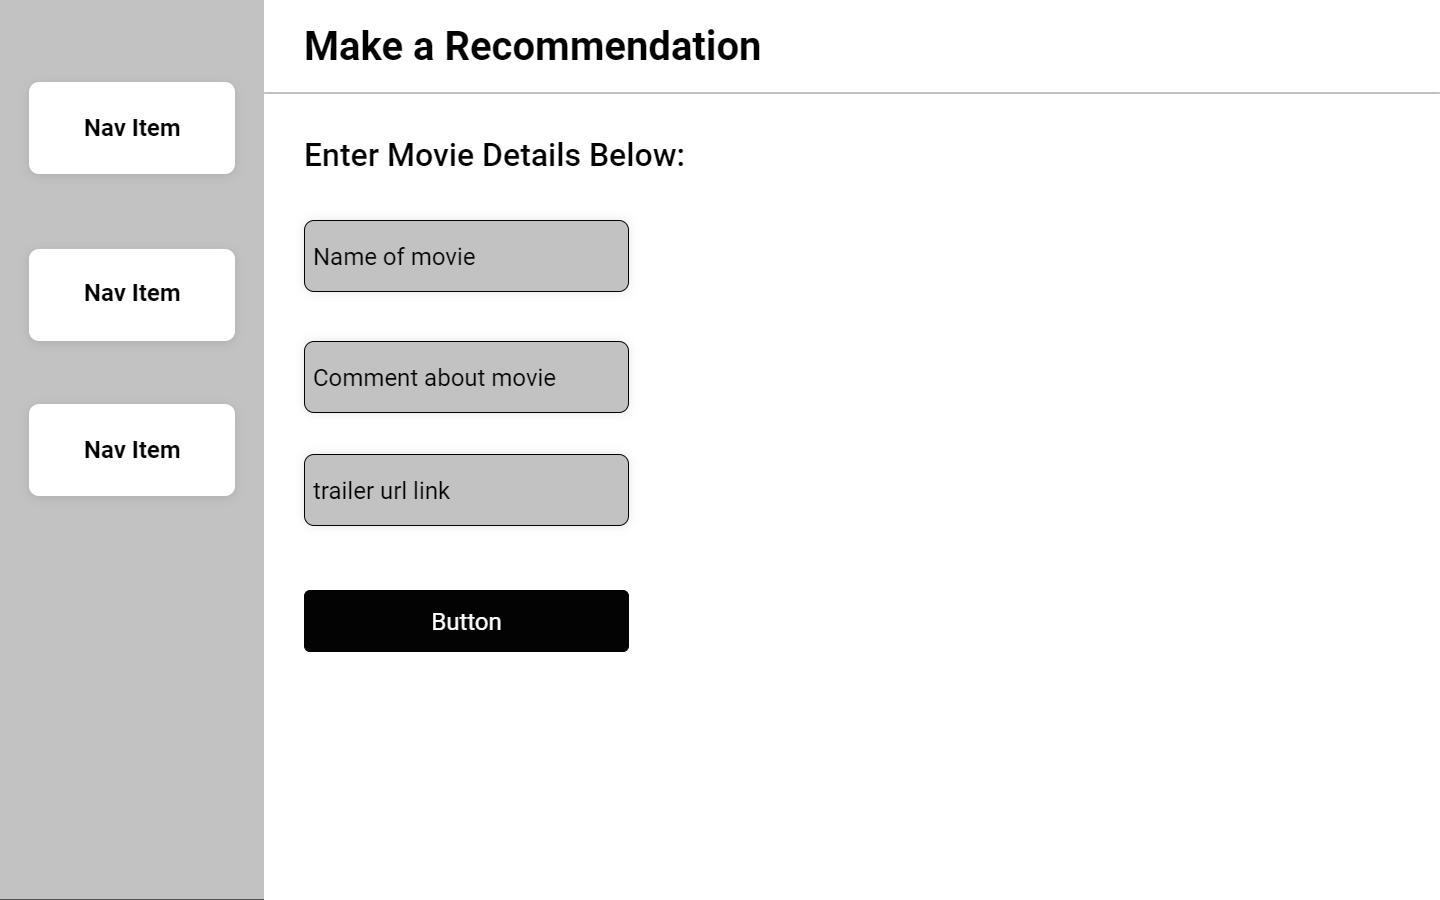 Make a Recommendation
Nav Item
Nav Item
Nav Item
Enter Movie Details Below:
Name of movie
Comment about movie
trailer url link
Button